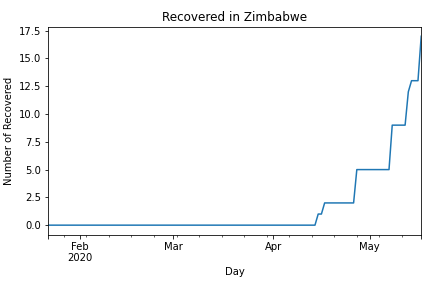 Recovered in Zimbabwe
Number of Recovered
17.5
15.0
12.5
10.0
7.5
5.0
2.5
0.0
Feb
2020
Mar
Apr
May
Day